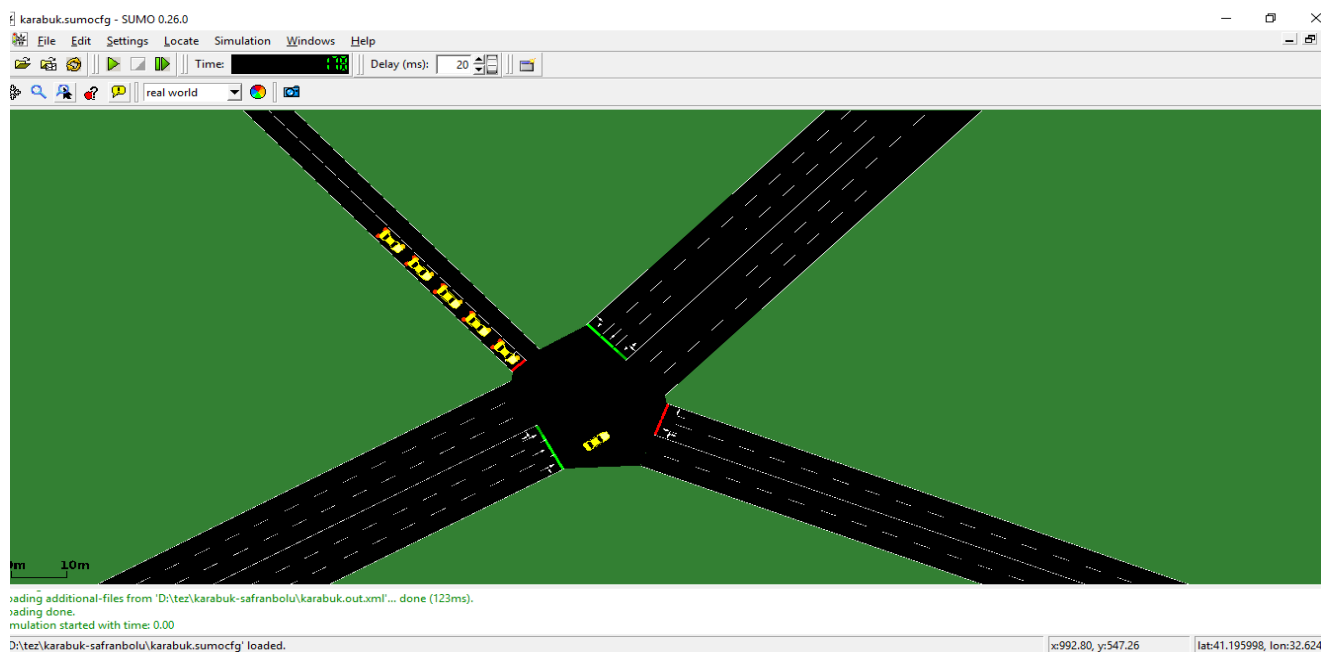 karabuk.sumocfg - SUMO 0.26.0
File Edit Settings Locate Simulation Windows Help
Time: 178 Delay (ms): 20
real world
m 10m
oading additional-files from 'D:\tez\karabuk-safranbolu\karabuk.out.xml'... done (123ms).
oading done.
mulation started with time: 0.00
D:\tez\karabuk-safranbolu\karabuk.sumocfg' loaded. x:992.80, y:547.26 lat:41.195998, lon:32.624